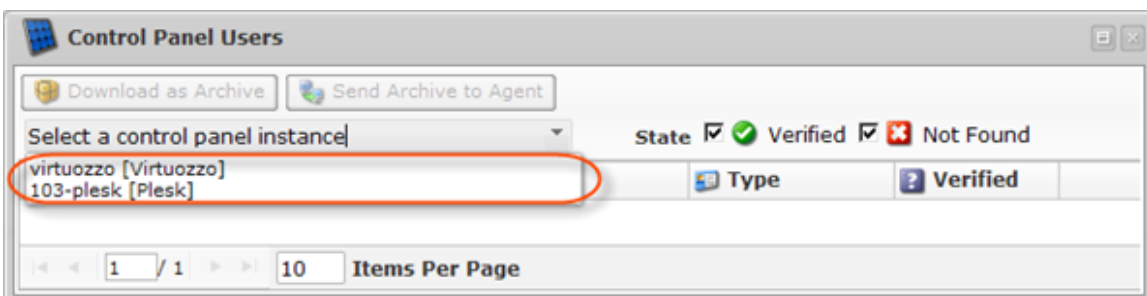 Control Panel Users
Download as Archive Send Archive to Agent
Select a control panel instance State Verified Not Found
virtuozzo [Virtuozzo]
103-plesk [Plesk]
Type Verified
1 / 1 10 Items Per Page